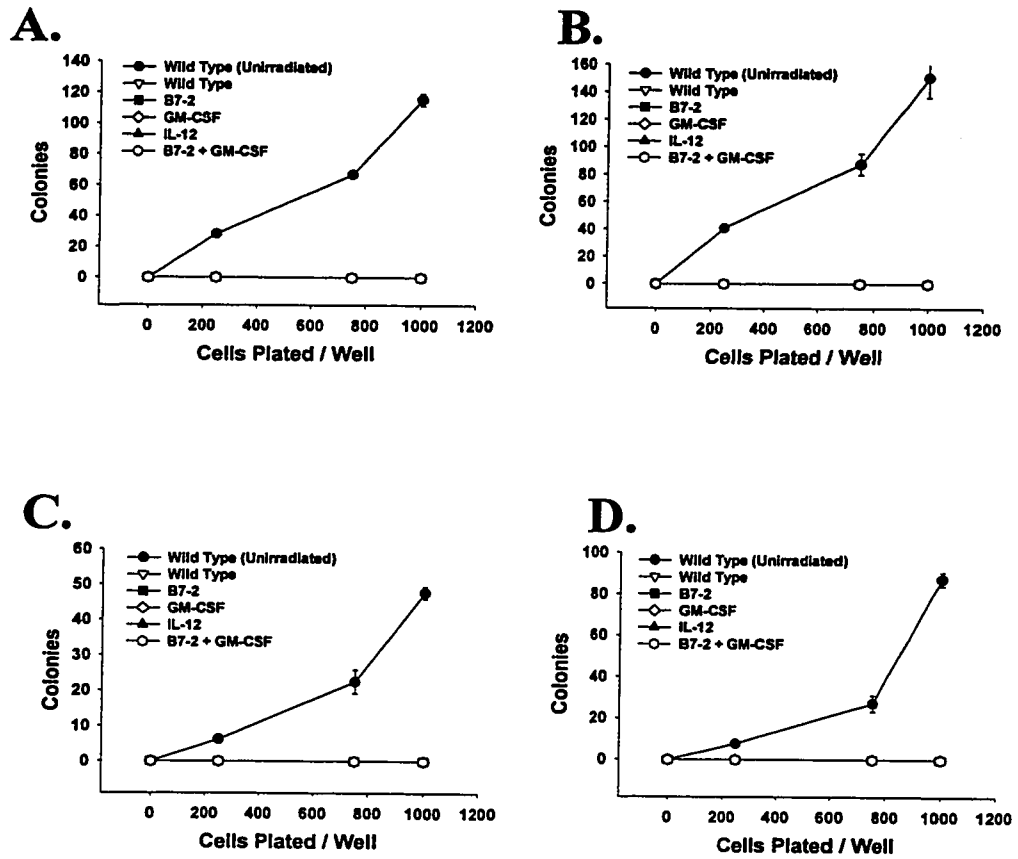 A.
140
120
100
80
60
40
20
0
Colonies
Wild Type (Unirradiated)
Wild Type
B7-2
GM-CSF
IL-12
B7-2 + GM-CSF
0 200 400 600 800 1000 1200
Cells Plated / Well
B.
160
140
120
100
80
60
40
20
0
Colonies
Wild Type (Unirradiated)
Wild Type
B7-2
GM-CSF
IL-12
B7-2 + GM-CSF
0 200 400 600 800 1000 1200
Cells Plated / Well
C.
60
50
40
30
20
10
0
Colonies
Wild Type (Unirradiated)
Wild Type
B7-2
GM-CSF
IL-12
B7-2 + GM-CSF
0 200 400 600 800 1000 1200
Cells Plated / Well
D.
100
80
60
40
20
0
Colonies
Wild Type (Unirradiated)
Wild Type
B7-2
GM-CSF
IL-12
B7-2 + GM-CSF
0 200 400 600 800 1000 1200
Cells Plated / Well